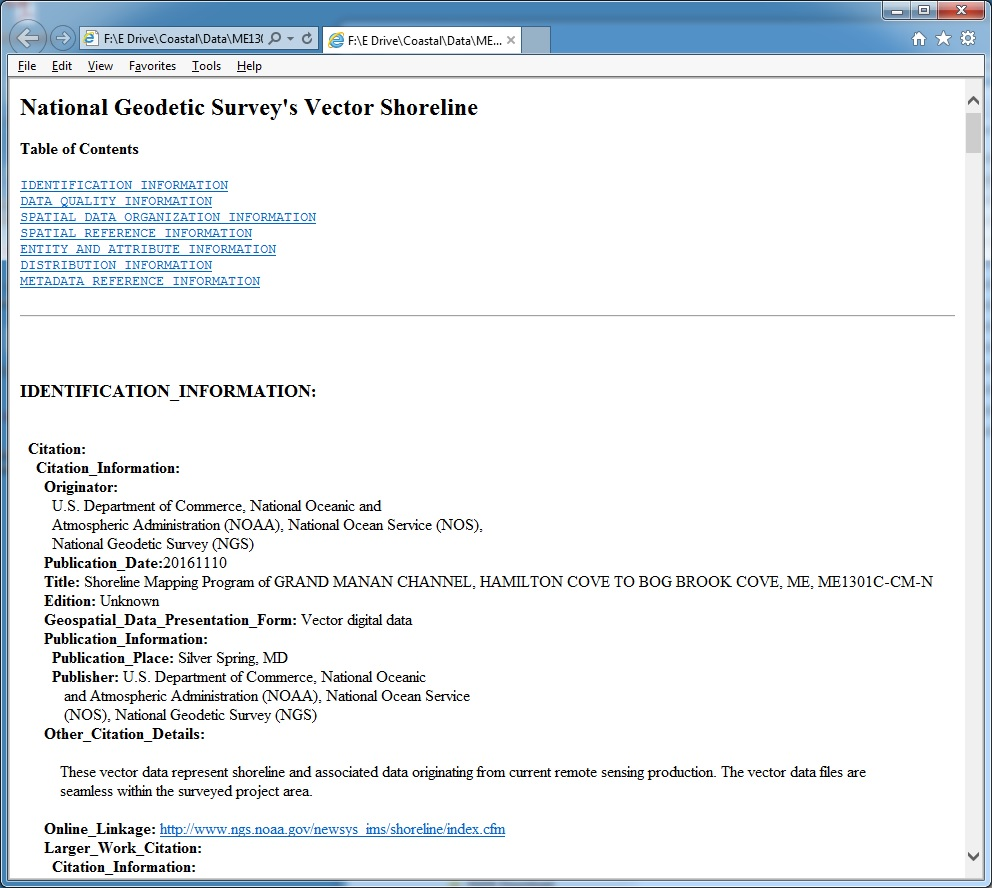 F:\E Drive\Coastal\Data\ME130
F:\E Drive\Coastal\Data\ME...
File Edit View Favorites Tools Help
National Geodetic Survey's Vector Shoreline
Table of Contents
IDENTIFICATION_INFORMATION
DATA_QUALITY_INFORMATION
SPATIAL_DATA_ORGANIZATION_INFORMATION
SPATIAL_REFERENCE_INFORMATION
ENTITY_AND_ATTRIBUTE_INFORMATION
DISTRIBUTION_INFORMATION
METADATA_REFERENCE_INFORMATION
IDENTIFICATION_INFORMATION:
Citation:
Citation_Information:
Originator:
U.S. Department of Commerce, National Oceanic and
Atmospheric Administration (NOAA), National Ocean Service (NOS),
National Geodetic Survey (NGS)
Publication_Date:20161110
Title: Shoreline Mapping Program of GRAND MANAN CHANNEL, HAMILTON COVE TO BOG BROOK COVE, ME, ME1301C-CM-N
Edition: Unknown
Geospatial_Data_Presentation_Form: Vector digital data
Publication_Information:
Publication_Place: Silver Spring, MD
Publisher: U.S. Department of Commerce, National Oceanic
and Atmospheric Administration (NOAA), National Ocean Service
(NOS), National Geodetic Survey (NGS)
Other_Citation_Details:
These vector data represent shoreline and associated data originating from current remote sensing production. The vector data files are
seamless within the surveyed project area.
Online_Linkage: http://www.ngs.noaa.gov/newsys_ims/shoreline/index.cfm
Larger_Work_Citation:
Citation_Information: